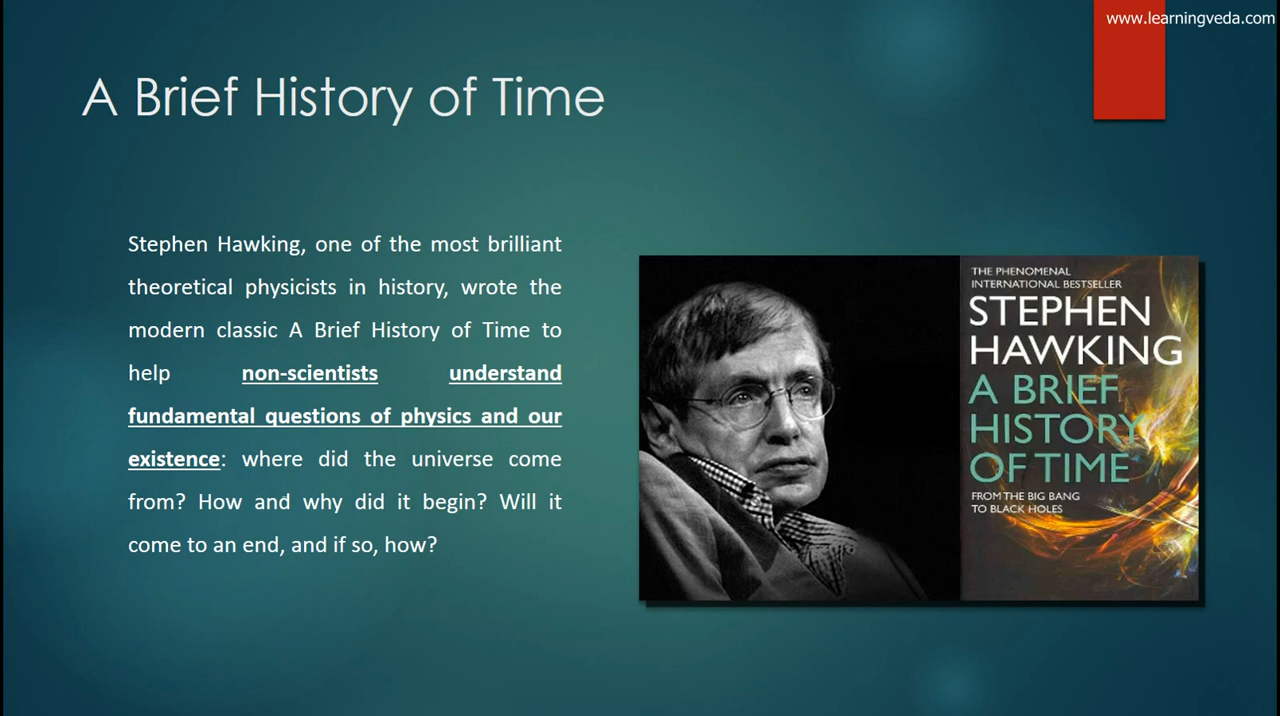 www.learningveda.com
A Brief History of Time
Stephen Hawking, one of the most brilliant
theoretical physicists in history, wrote the
modern classic A Brief History of Time to
help non-scientists understand
fundamental questions of physics and our
existence: where did the universe come
from? How and why did it begin? Will it
come to an end, and if so, how?
THE PHENOMENAL
INTERNATIONAL BESTSELLER
STEPHEN
HAWKING
A BRIEF
HISTORY
OF TIME
FROM THE BIG BANG
TO BLACK HOLES